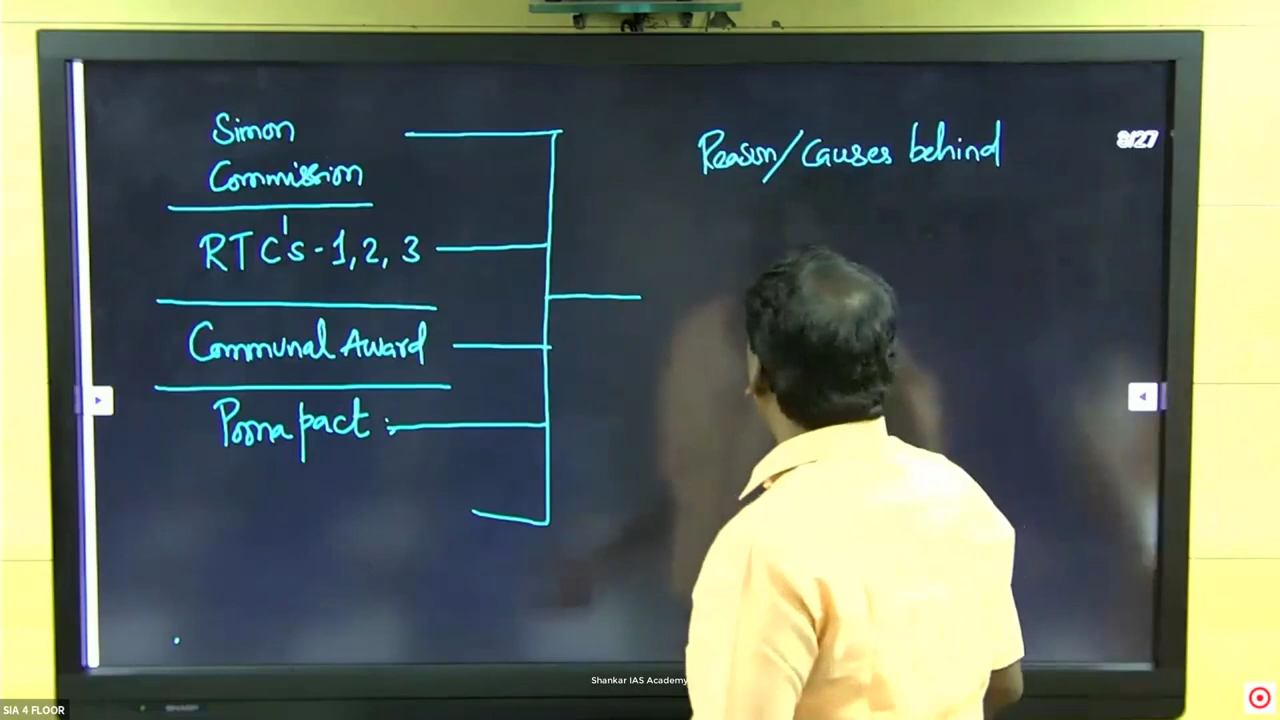 Simon
Commission
RTC's - 1, 2, 3
Communal Award
Poona pact :-
Reason/Causes behind
8/27
Shankar IAS Academy
SIA 4 FLOOR
SHARP